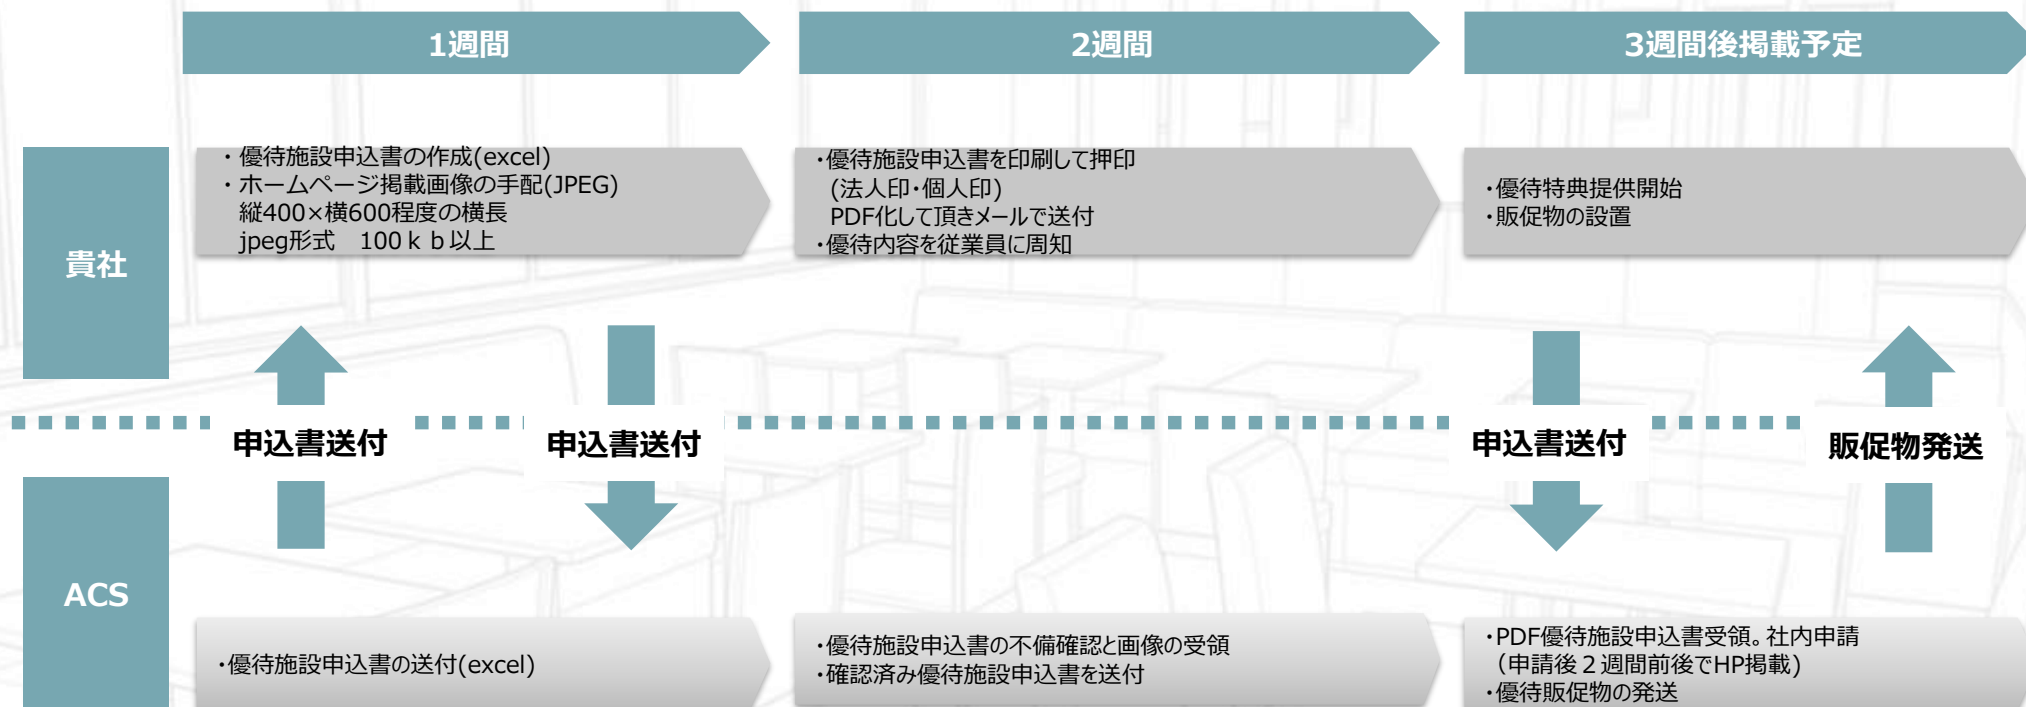 1週間
2週間
3週間後掲載予定
貴社
・優待施設申込書の作成(excel)
・ホームページ掲載画像の手配(JPEG)
縦400×横600程度の横長
jpeg形式　100ｋｂ以上
・優待施設申込書を印刷して押印
(法人印・個人印)
PDF化して頂きメールで送付
・優待内容を従業員に周知
・優待特典提供開始
・販促物の設置
申込書送付
申込書送付
申込書送付
販促物発送
ACS
・優待施設申込書の送付(excel)
・優待施設申込書の不備確認と画像の受領
・確認済み優待施設申込書を送付
・PDF優待施設申込書受領。社内申請
（申請後２週間前後でHP掲載)
・優待販促物の発送